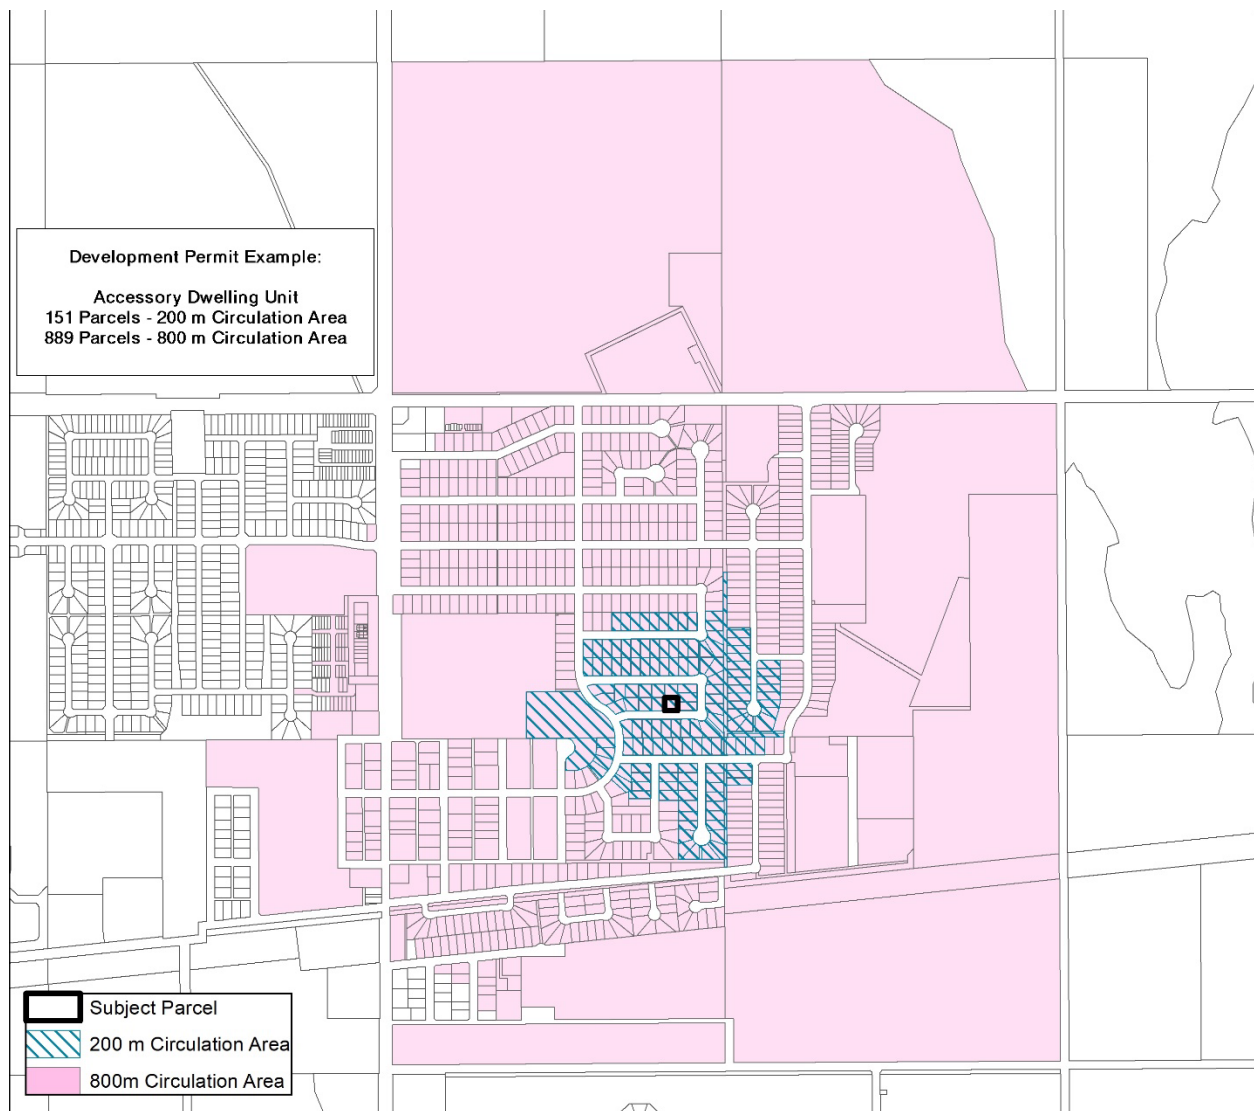 Development Permit Example:
Accessory Dwelling Unit
151 Parcels - 200 m Circulation Area
889 Parcels - 800 m Circulation Area
Subject Parcel
200 m Circulation Area
800m Circulation Area